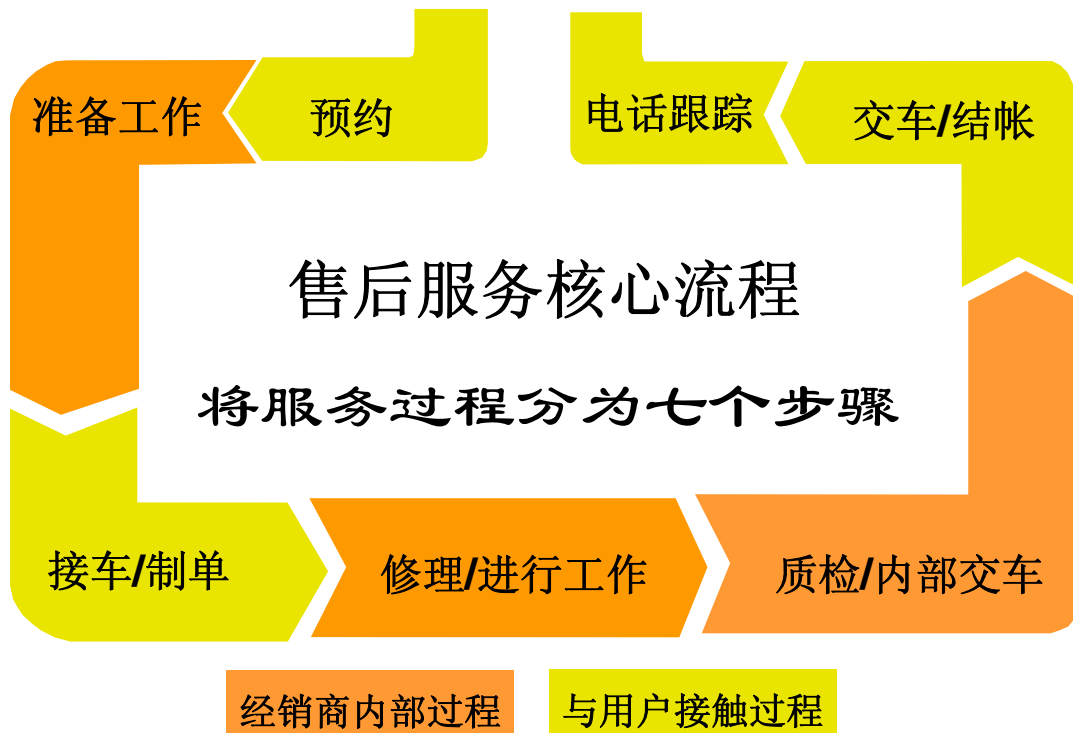 准备工作
预约
电话跟踪
交车/结帐
售后服务核心流程
将服务过程分为七个步骤
接车/制单
修理/进行工作
质检/内部交车
经销商内部过程
与用户接触过程